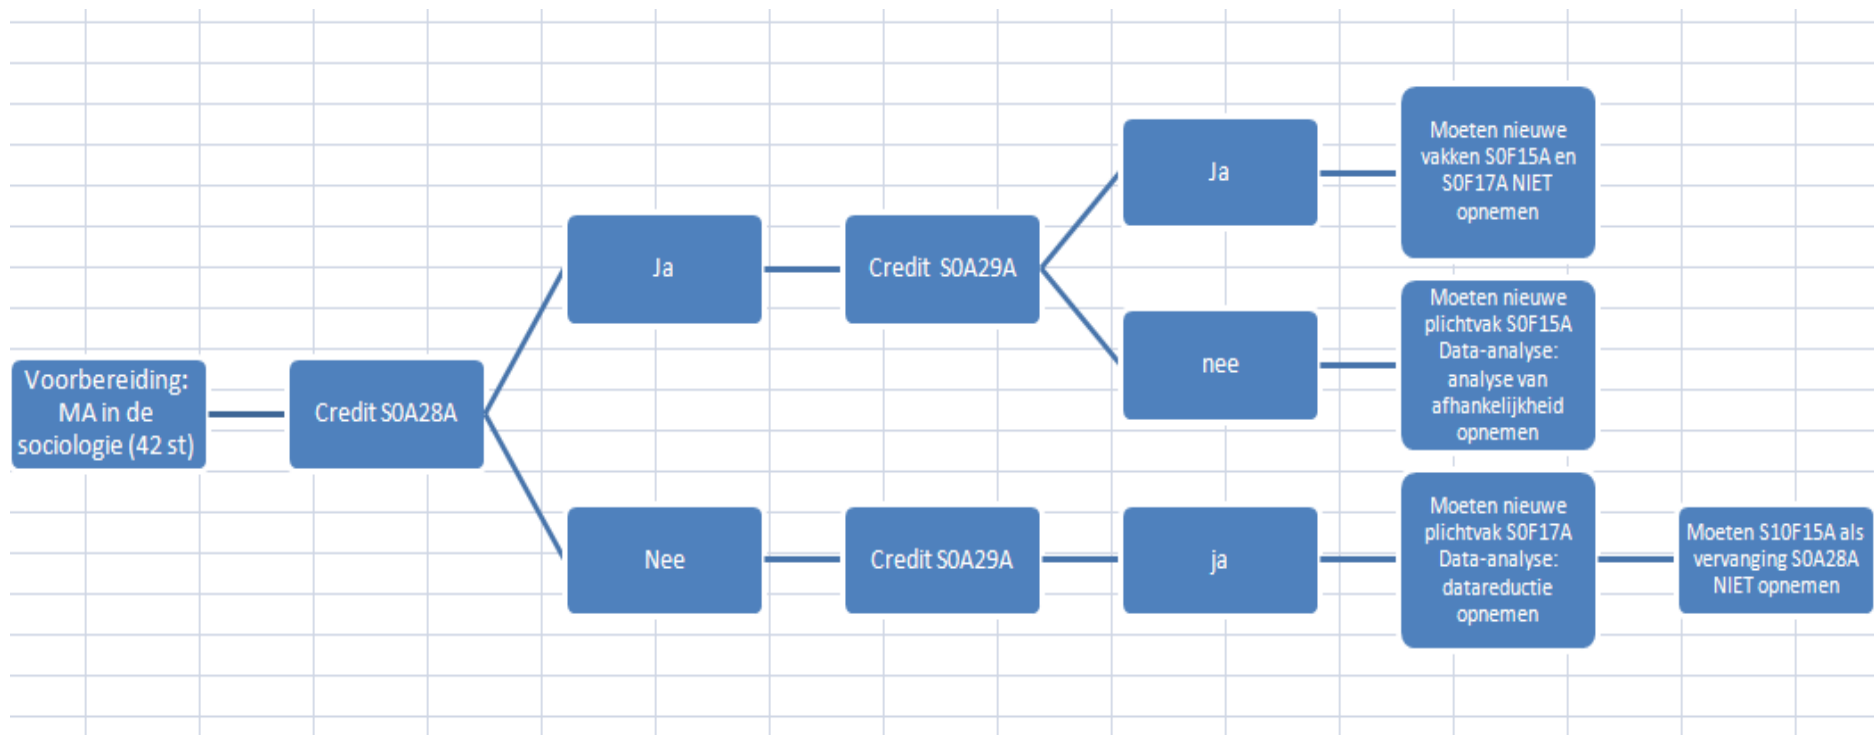 Voorbereiding:
MA in de
sociologie (42 st)
Credit S0A28A
Ja
Credit S0A29A
Ja
Moeten nieuwe
vakken S0F15A en
S0F17A NIET
opnemen
nee
Moeten nieuwe
plichtvak S0F15A
Data-analyse:
analyse van
afhankelijkheid
opnemen
Nee
Credit S0A29A
ja
Moeten nieuwe
plichtvak S0F17A
Data-analyse:
datareductie
opnemen
Moeten S10F15A als
vervanging S0A28A
NIET opnemen